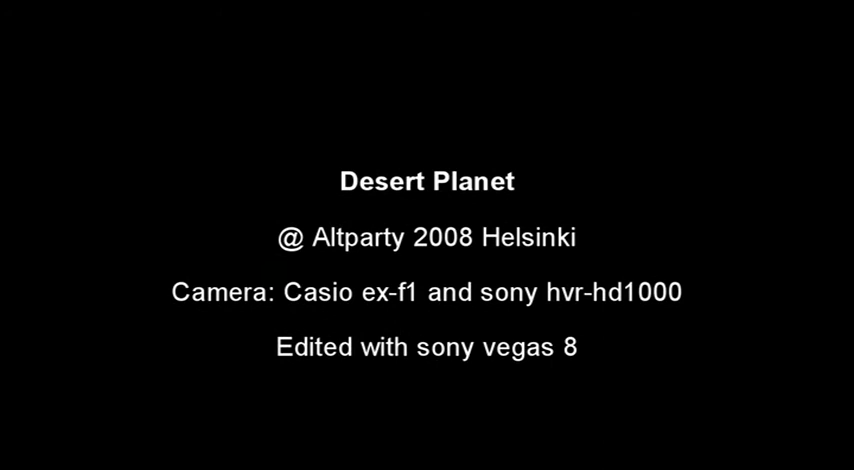 Desert Planet
@ Altparty 2008 Helsinki
Camera: Casio ex-f1 and sony hvr-hd1000
Edited with sony vegas 8